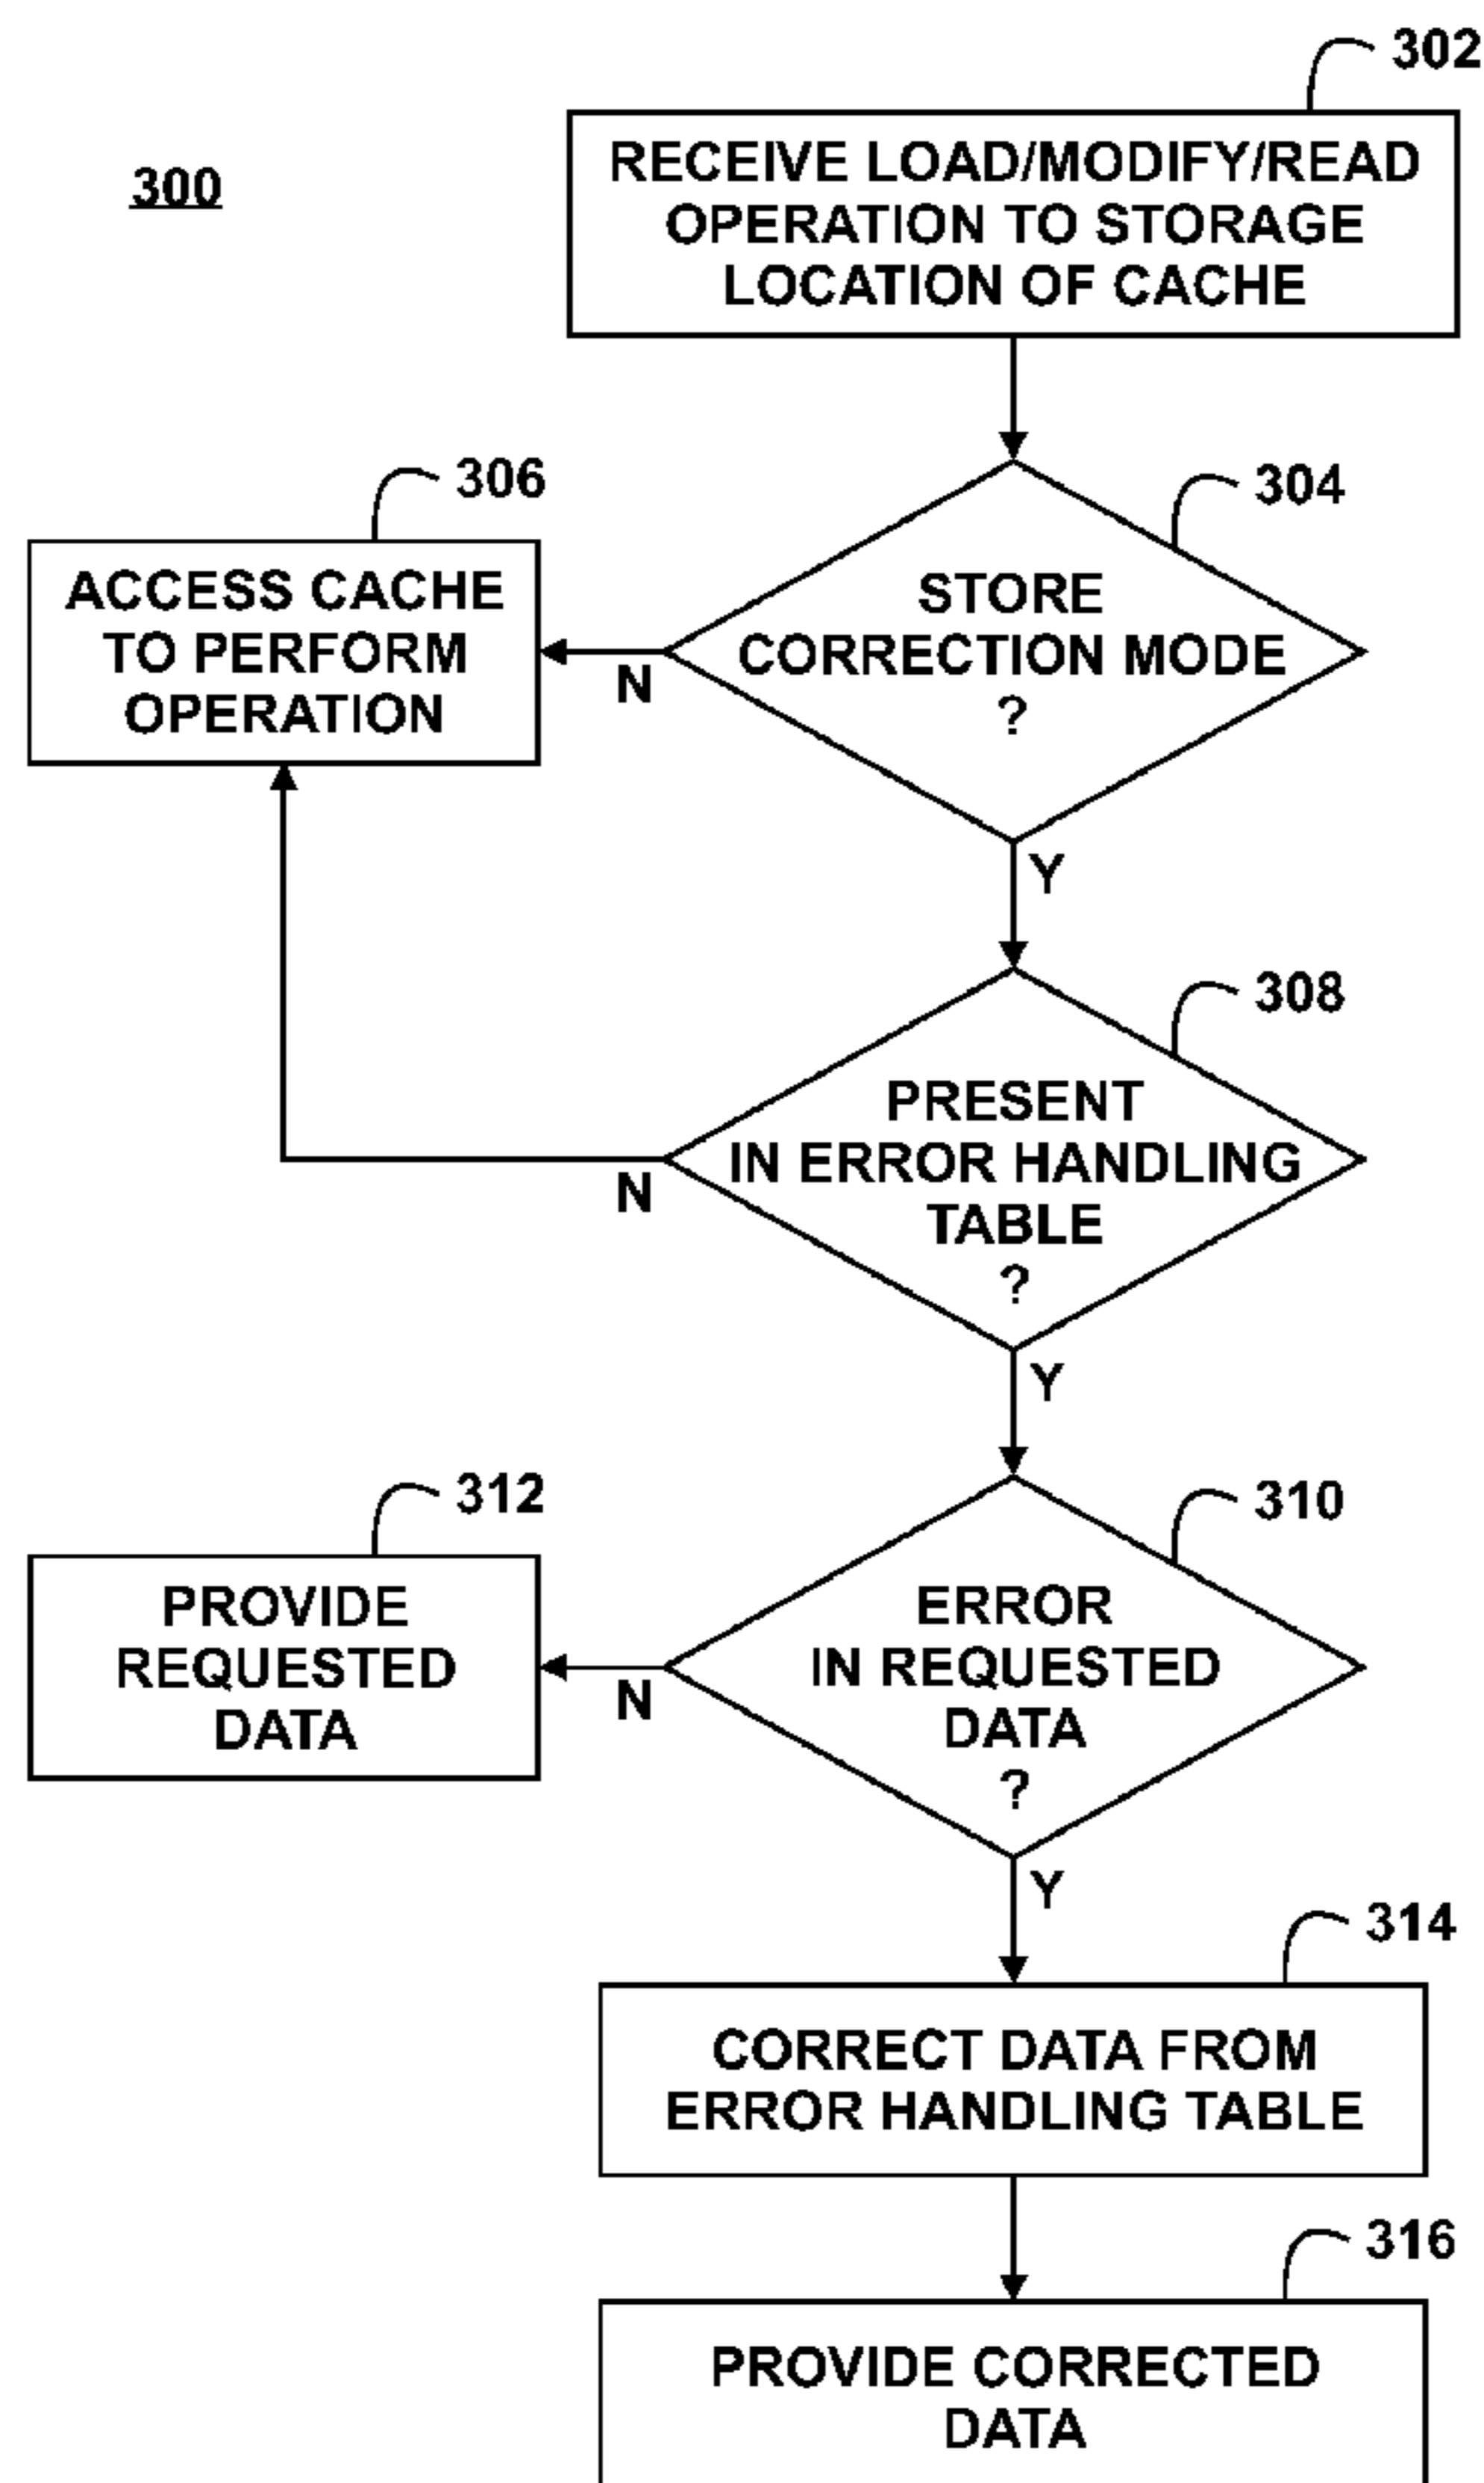 302
300
RECEIVE LOAD/MODIFY/READ
OPERATION TO STORAGE
LOCATION OF CACHE
306
304
ACCESS CACHE
TO PERFORM
OPERATION
N
STORE
CORRECTION MODE
?
Y
308
PRESENT
IN ERROR HANDLING
TABLE
?
N
Y
312
310
PROVIDE
REQUESTED
DATA
N
ERROR
IN REQUESTED
DATA
?
Y
314
CORRECT DATA FROM
ERROR HANDLING TABLE
316
PROVIDE CORRECTED
DATA